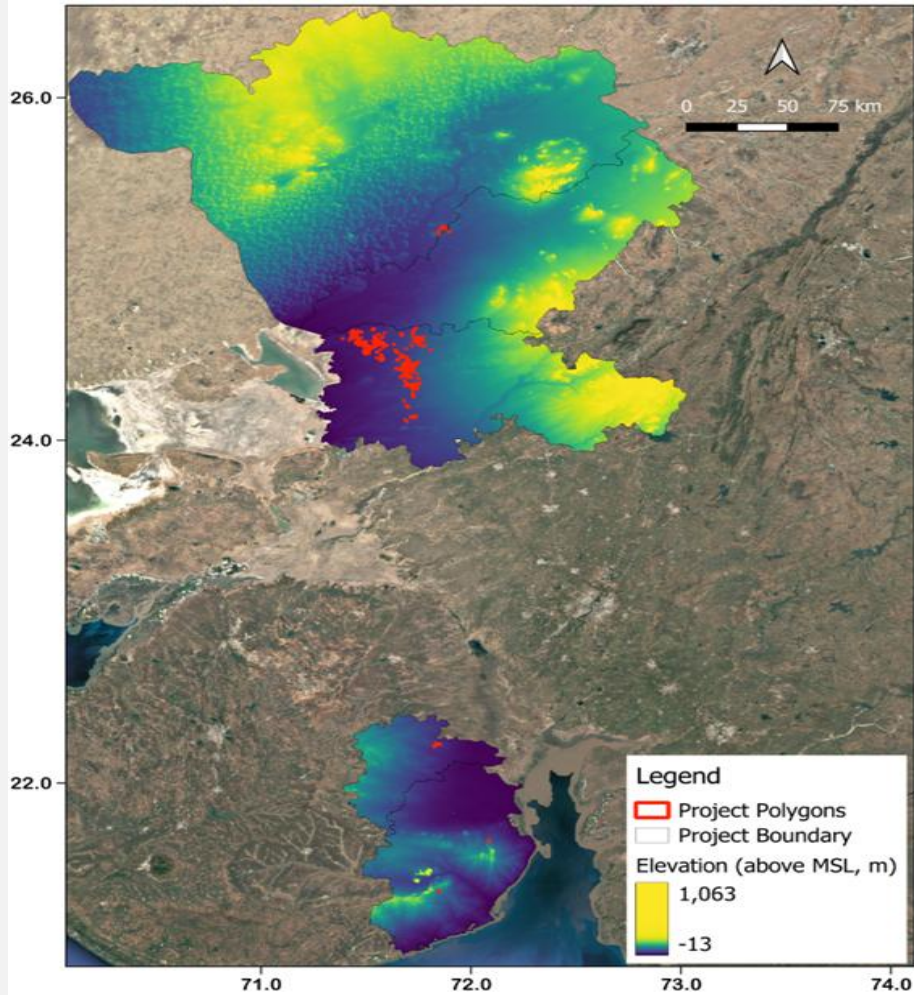 26.0
0 25 50 75 km
24.0
22.0
Legend
Project Polygons
Project Boundary
Elevation (above MSL, m)
1,063
-13
71.0 72.0 73.0 74.0